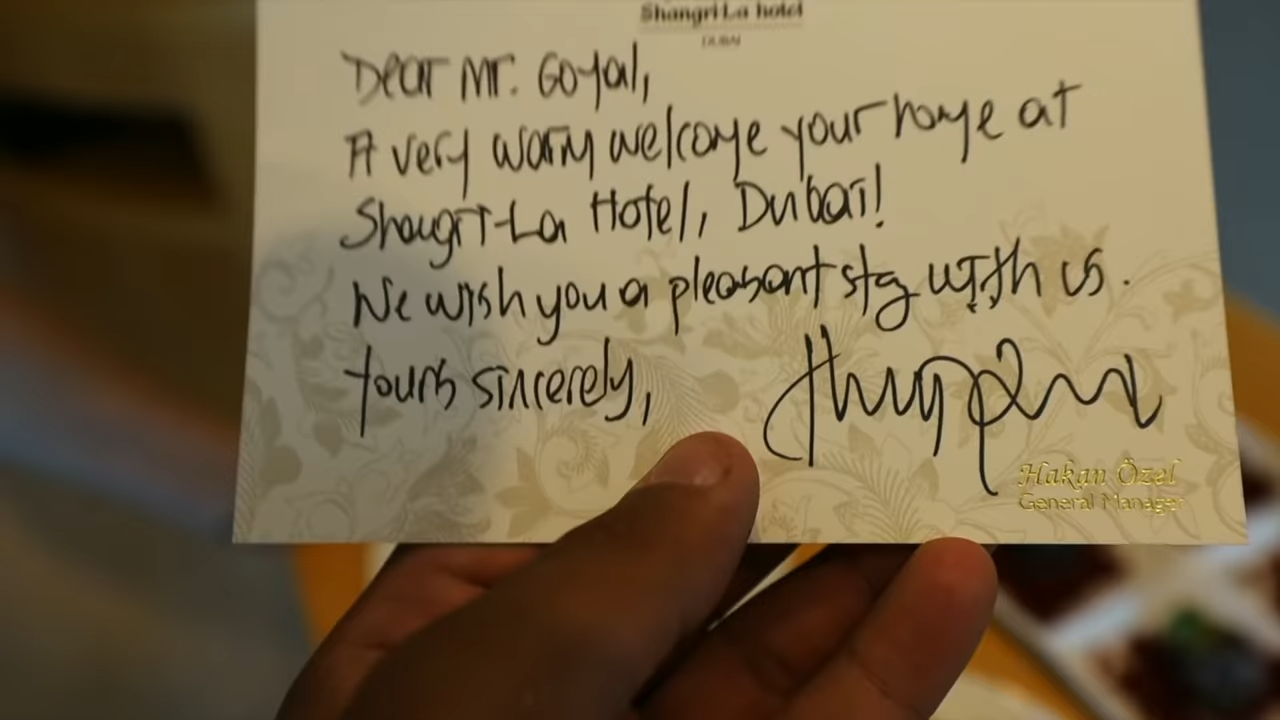 Shangri-La hotel
DUBAI
Dear Mr. Goyal,
A very warm welcome your home at
Shangri-La Hotel, Dubai!
We wish you a pleasant stay with us.
Yours sincerely,
Hakan Özel
General Manager